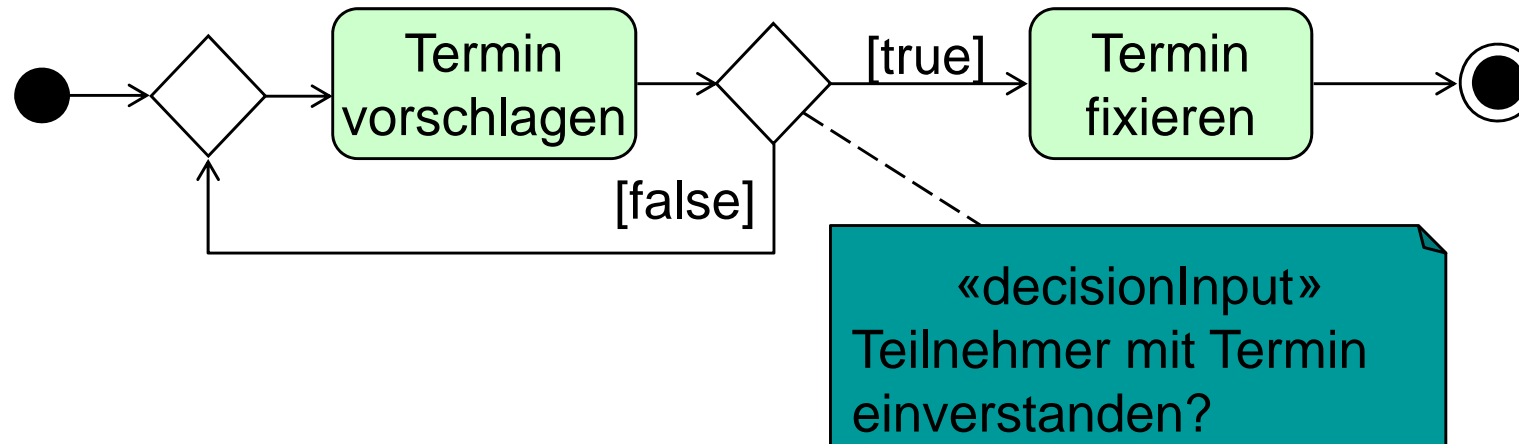 Termin
vorschlagen
[true]
Termin
fixieren
[false]
«decisionInput»
Teilnehmer mit Termin
einverstanden?